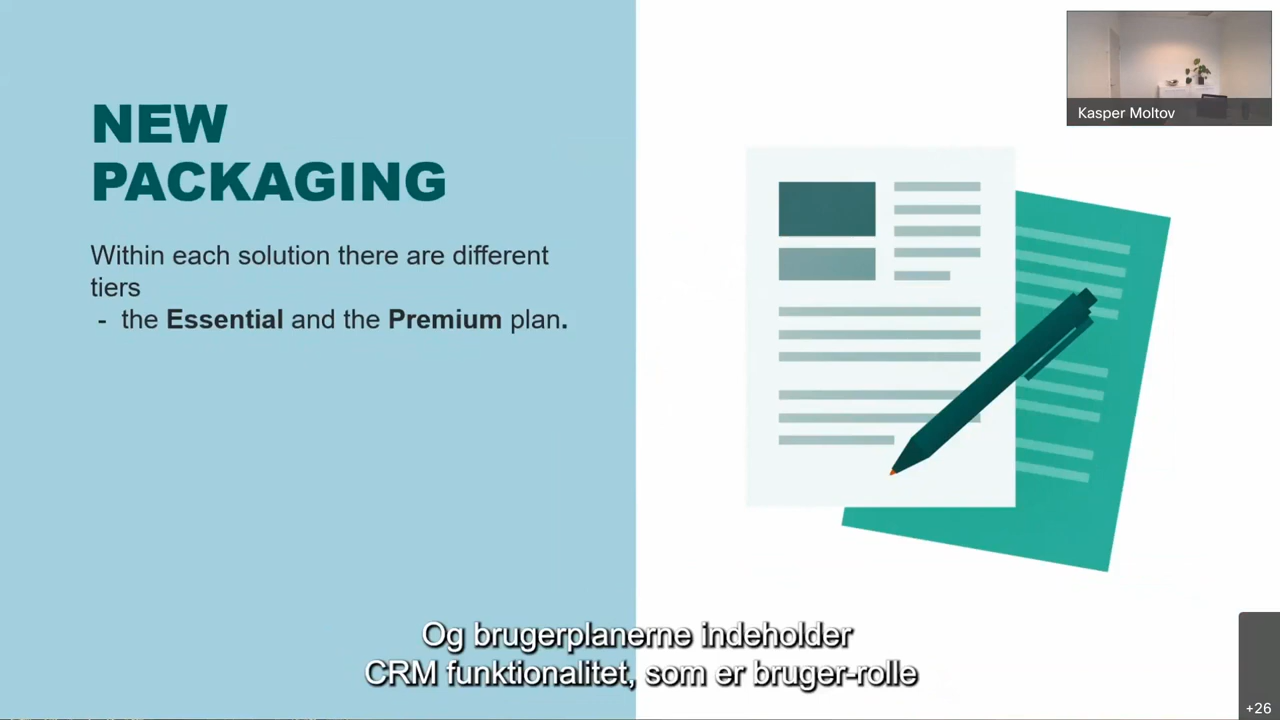 NEW
PACKAGING
Within each solution there are different
tiers
- the Essential and the Premium plan.
Kasper Moltov
Og brugerplanerne indeholder
CRM funktionalitet, som er bruger-rolle
+26